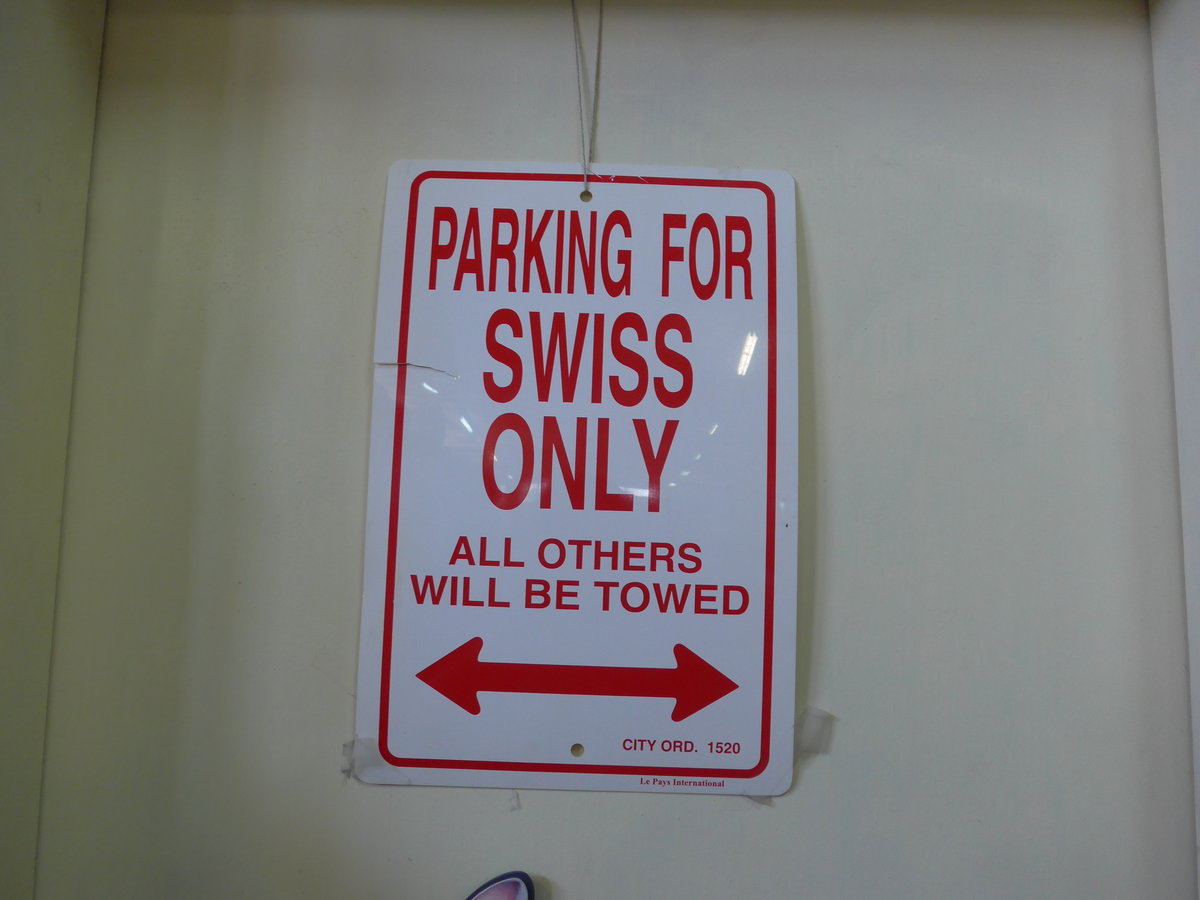 PARKING FOR
SWISS
ONLY
ALL OTHERS
WILL BE TOWED
CITY ORD. 1520
Le Pays International